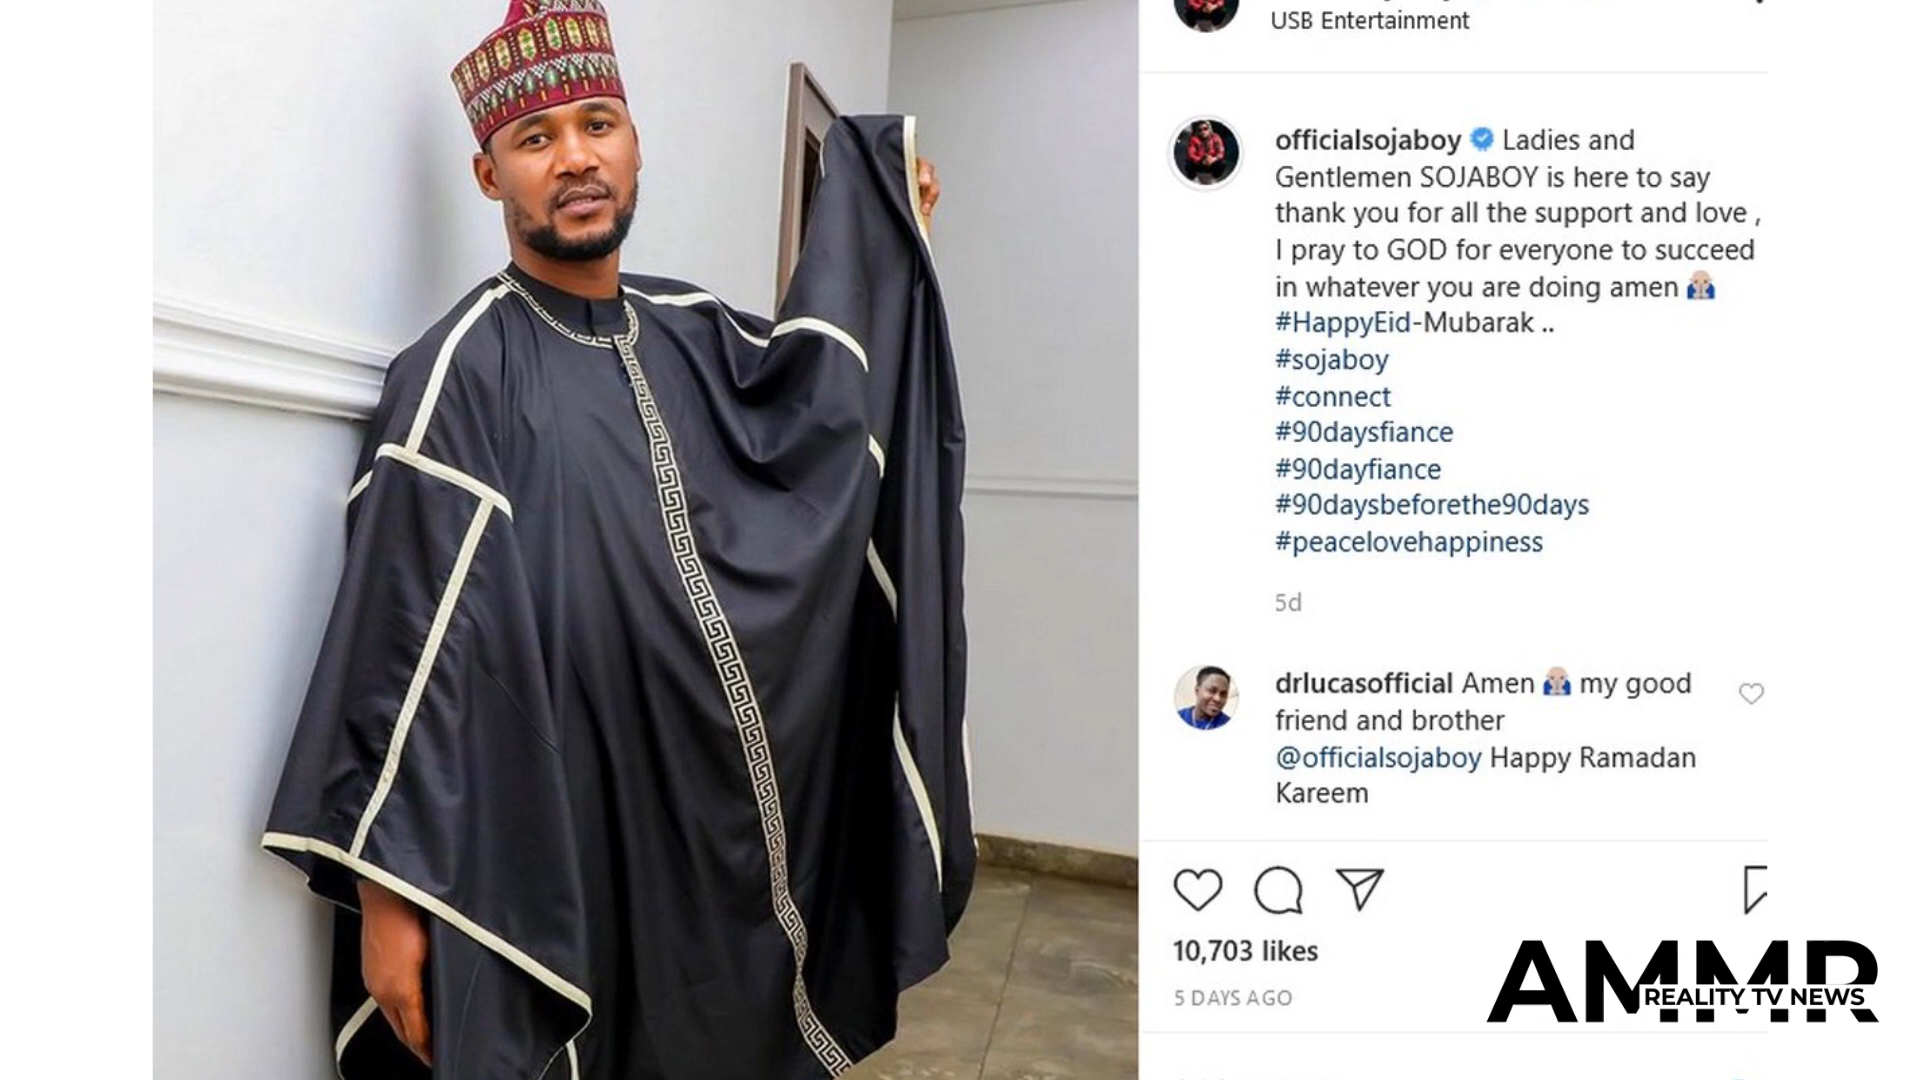 USB Entertainment
officialsojaboy Ladies and
Gentlemen SOJABOY is here to say
thank you for all the support and love ,
I pray to GOD for everyone to succeed
in whatever you are doing amen 🙏
#HappyEid-Mubarak ..
#sojaboy
#connect
#90daysfiance
#90dayfiance
#90daysbeforethe90days
#peacelovehappiness
5d
drlucasofficial Amen 🙏 my good
friend and brother
@officialsojaboy Happy Ramadan
Kareem
10,703 likes
5 DAYS AGO
AMMR
REALITY TV NEWS